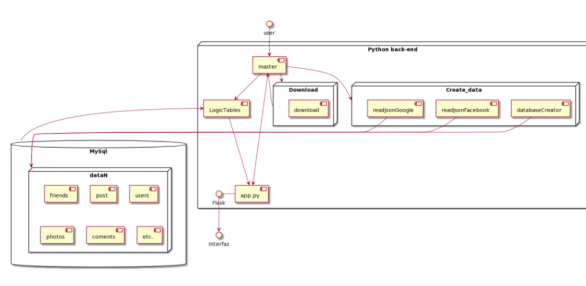 user
Python back-end
master
Download
Create_data
LogicTables
download
readJsonGoogle
readJsonFacebook
databaseCreator
MySql
dataN
friends
post
users
Flask
app.py
photos
coments
etc.
Interfaz